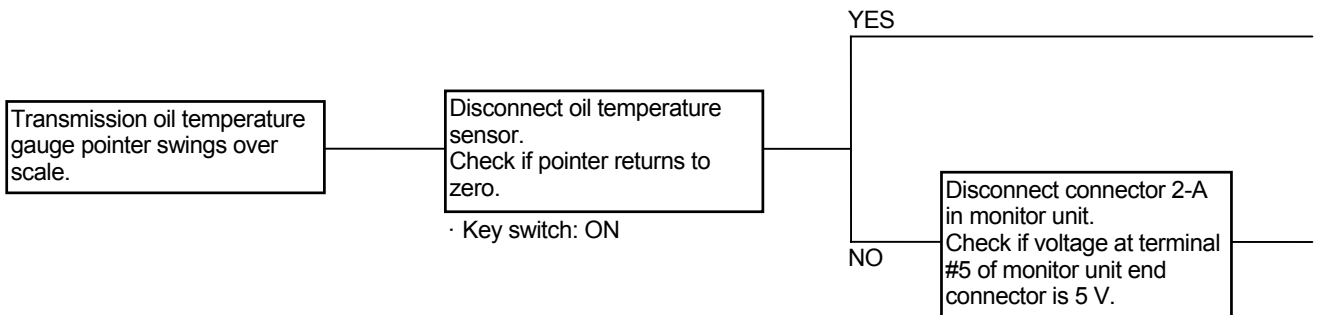 YES
Transmission oil temperature
gauge pointer swings over
scale.
Disconnect oil temperature
sensor.
Check if pointer returns to
zero.
· Key switch: ON
NO
Disconnect connector 2-A
in monitor unit.
Check if voltage at terminal
#5 of monitor unit end
connector is 5 V.